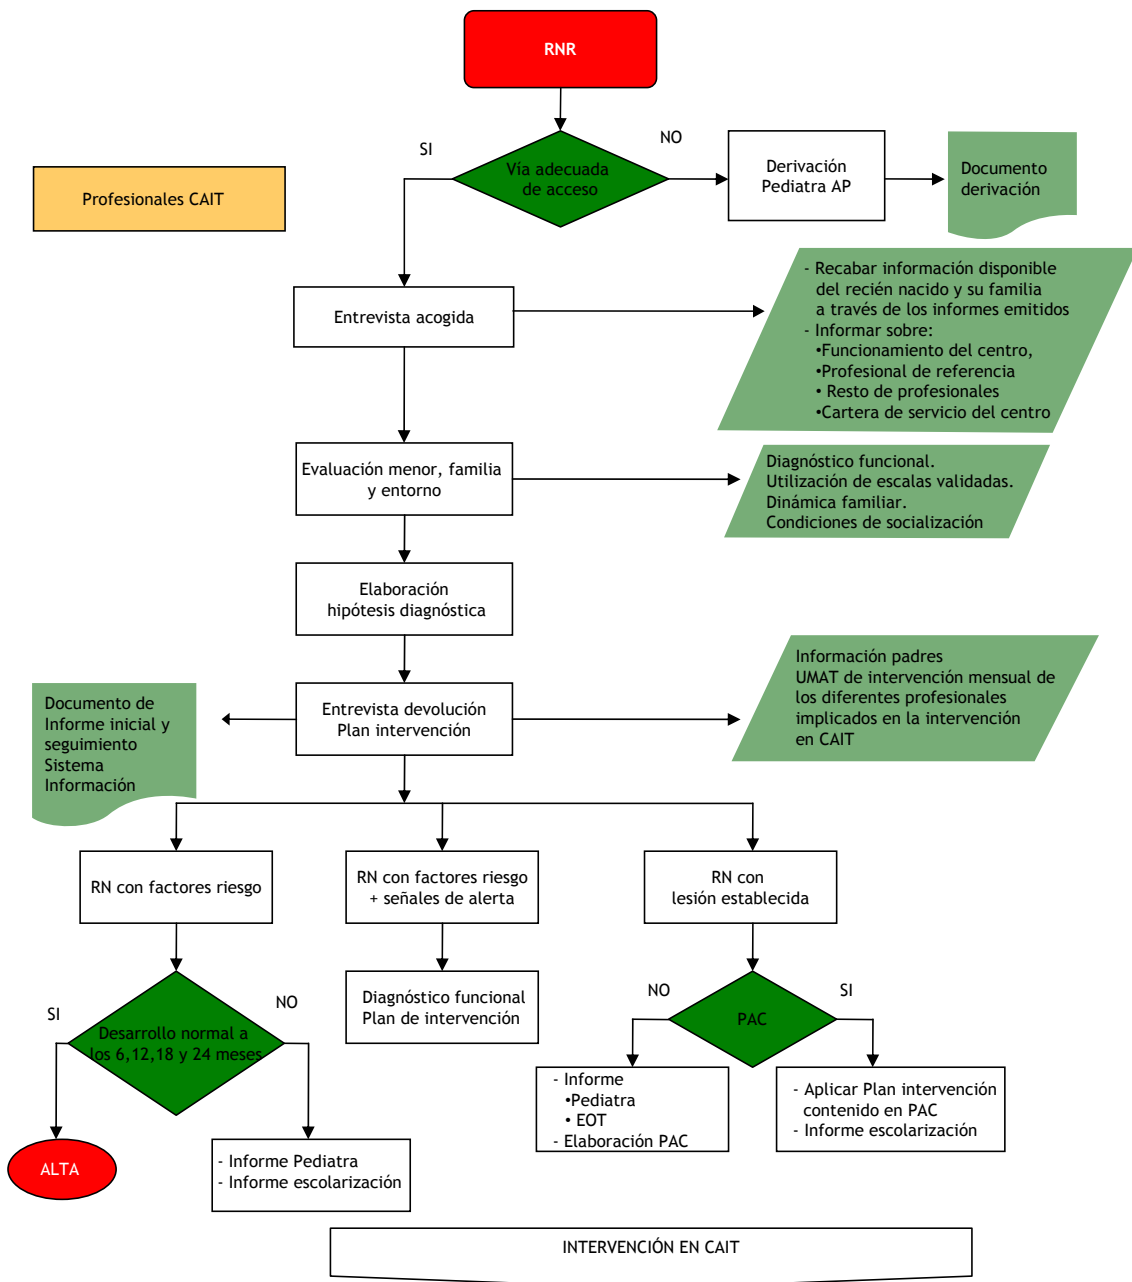 RNR
SI
NO
Vía adecuada
de acceso
Derivación
Pediatra AP
Documento
derivación
Profesionales CAIT
Entrevista acogida
- Recabar información disponible
del recién nacido y su familia
a través de los informes emitidos
- Informar sobre:
•Funcionamiento del centro,
•Profesional de referencia
• Resto de profesionales
•Cartera de servicio del centro
Evaluación menor, familia
y entorno
Diagnóstico funcional.
Utilización de escalas validadas.
Dinámica familiar.
Condiciones de socialización
Elaboración
hipótesis diagnóstica
Documento de
Informe inicial y
seguimiento
Sistema
Información
Entrevista devolución
Plan intervención
Información padres
UMAT de intervención mensual de
los diferentes profesionales
implicados en la intervención
en CAIT
RN con factores riesgo
RN con factores riesgo
+ señales de alerta
RN con
lesión establecida
SI
NO
Desarrollo normal a
los 6,12,18 y 24 meses
Diagnóstico funcional
Plan de intervención
NO
SI
PAC
- Informe
•Pediatra
• EOT
- Elaboración PAC
- Aplicar Plan intervención
contenido en PAC
- Informe escolarización
ALTA
- Informe Pediatra
- Informe escolarización
INTERVENCIÓN EN CAIT